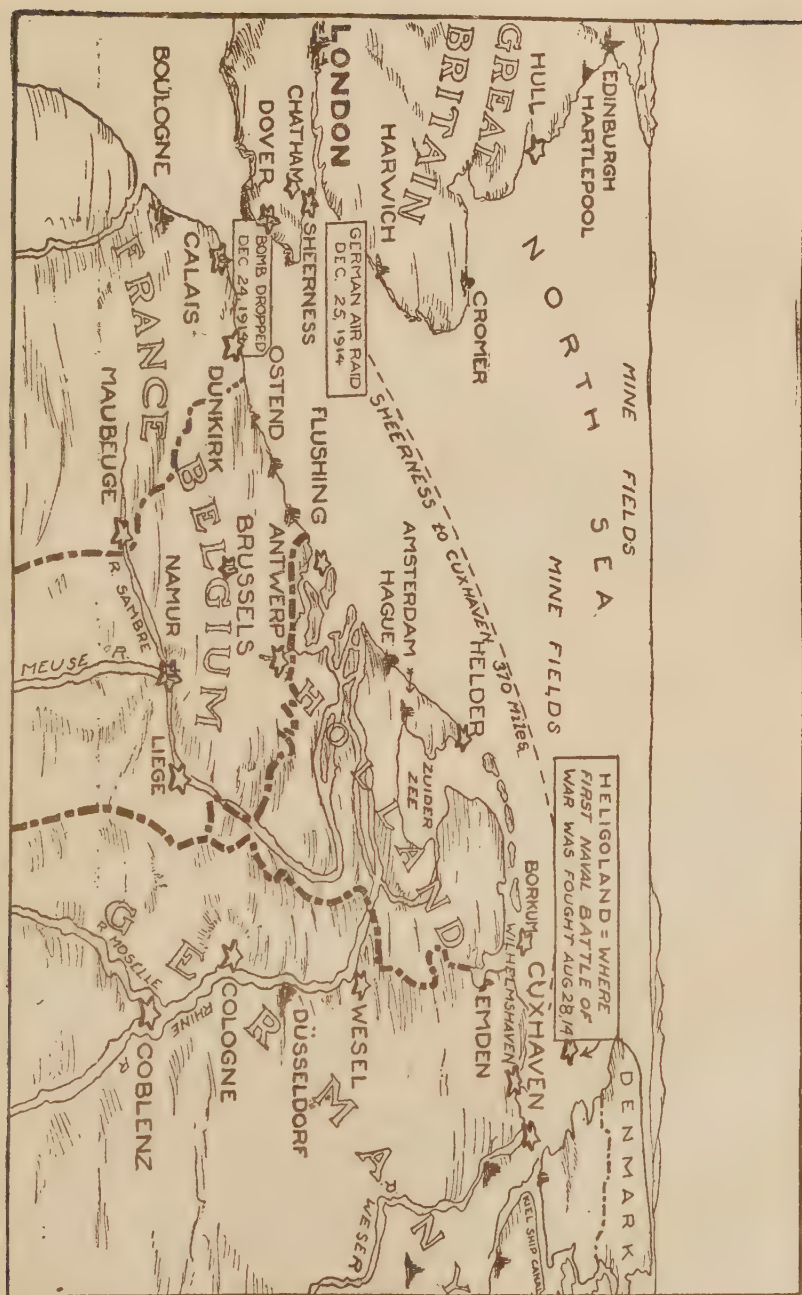 EDINBURGH
HARTLEPOOL
HULL
GREAT
BRITAIN
CROMER
HARWICH
LONDON
CHATHAM
SHEERNESS
DOVER
NORTH SEA
MINE FIELDS
MINE FIELDS
GERMAN AIR RAID
DEC. 25, 1914
BOMB DROPPED
DEC 24, 1914
SHEERNESS to CUXHAVEN 370 Miles
HELIGOLAND = WHERE
FIRST NAVAL BATTLE OF
WAR WAS FOUGHT AUG 28, 14
DENMARK
KIEL SHIP CANAL
CUXHAVEN
WILHELMSHAVEN
BORKUM
EMDEN
HELDER
AMSTERDAM
HAGUE
ZUIDER
ZEE
HOLLAND
FLUSHING
OSTEND
ANTWERP
BRUSSELS
BELGIUM
DUNKIRK
CALAIS
BOULOGNE
FRANCE
MAUBEUGE
R. SAMBRE
NAMUR
MEUSE R.
LIEGE
WESEL
DÜSSELDORF
COLOGNE
COBLENZ
R. MOSELLE
RHINE R
WESER R
GERMANY